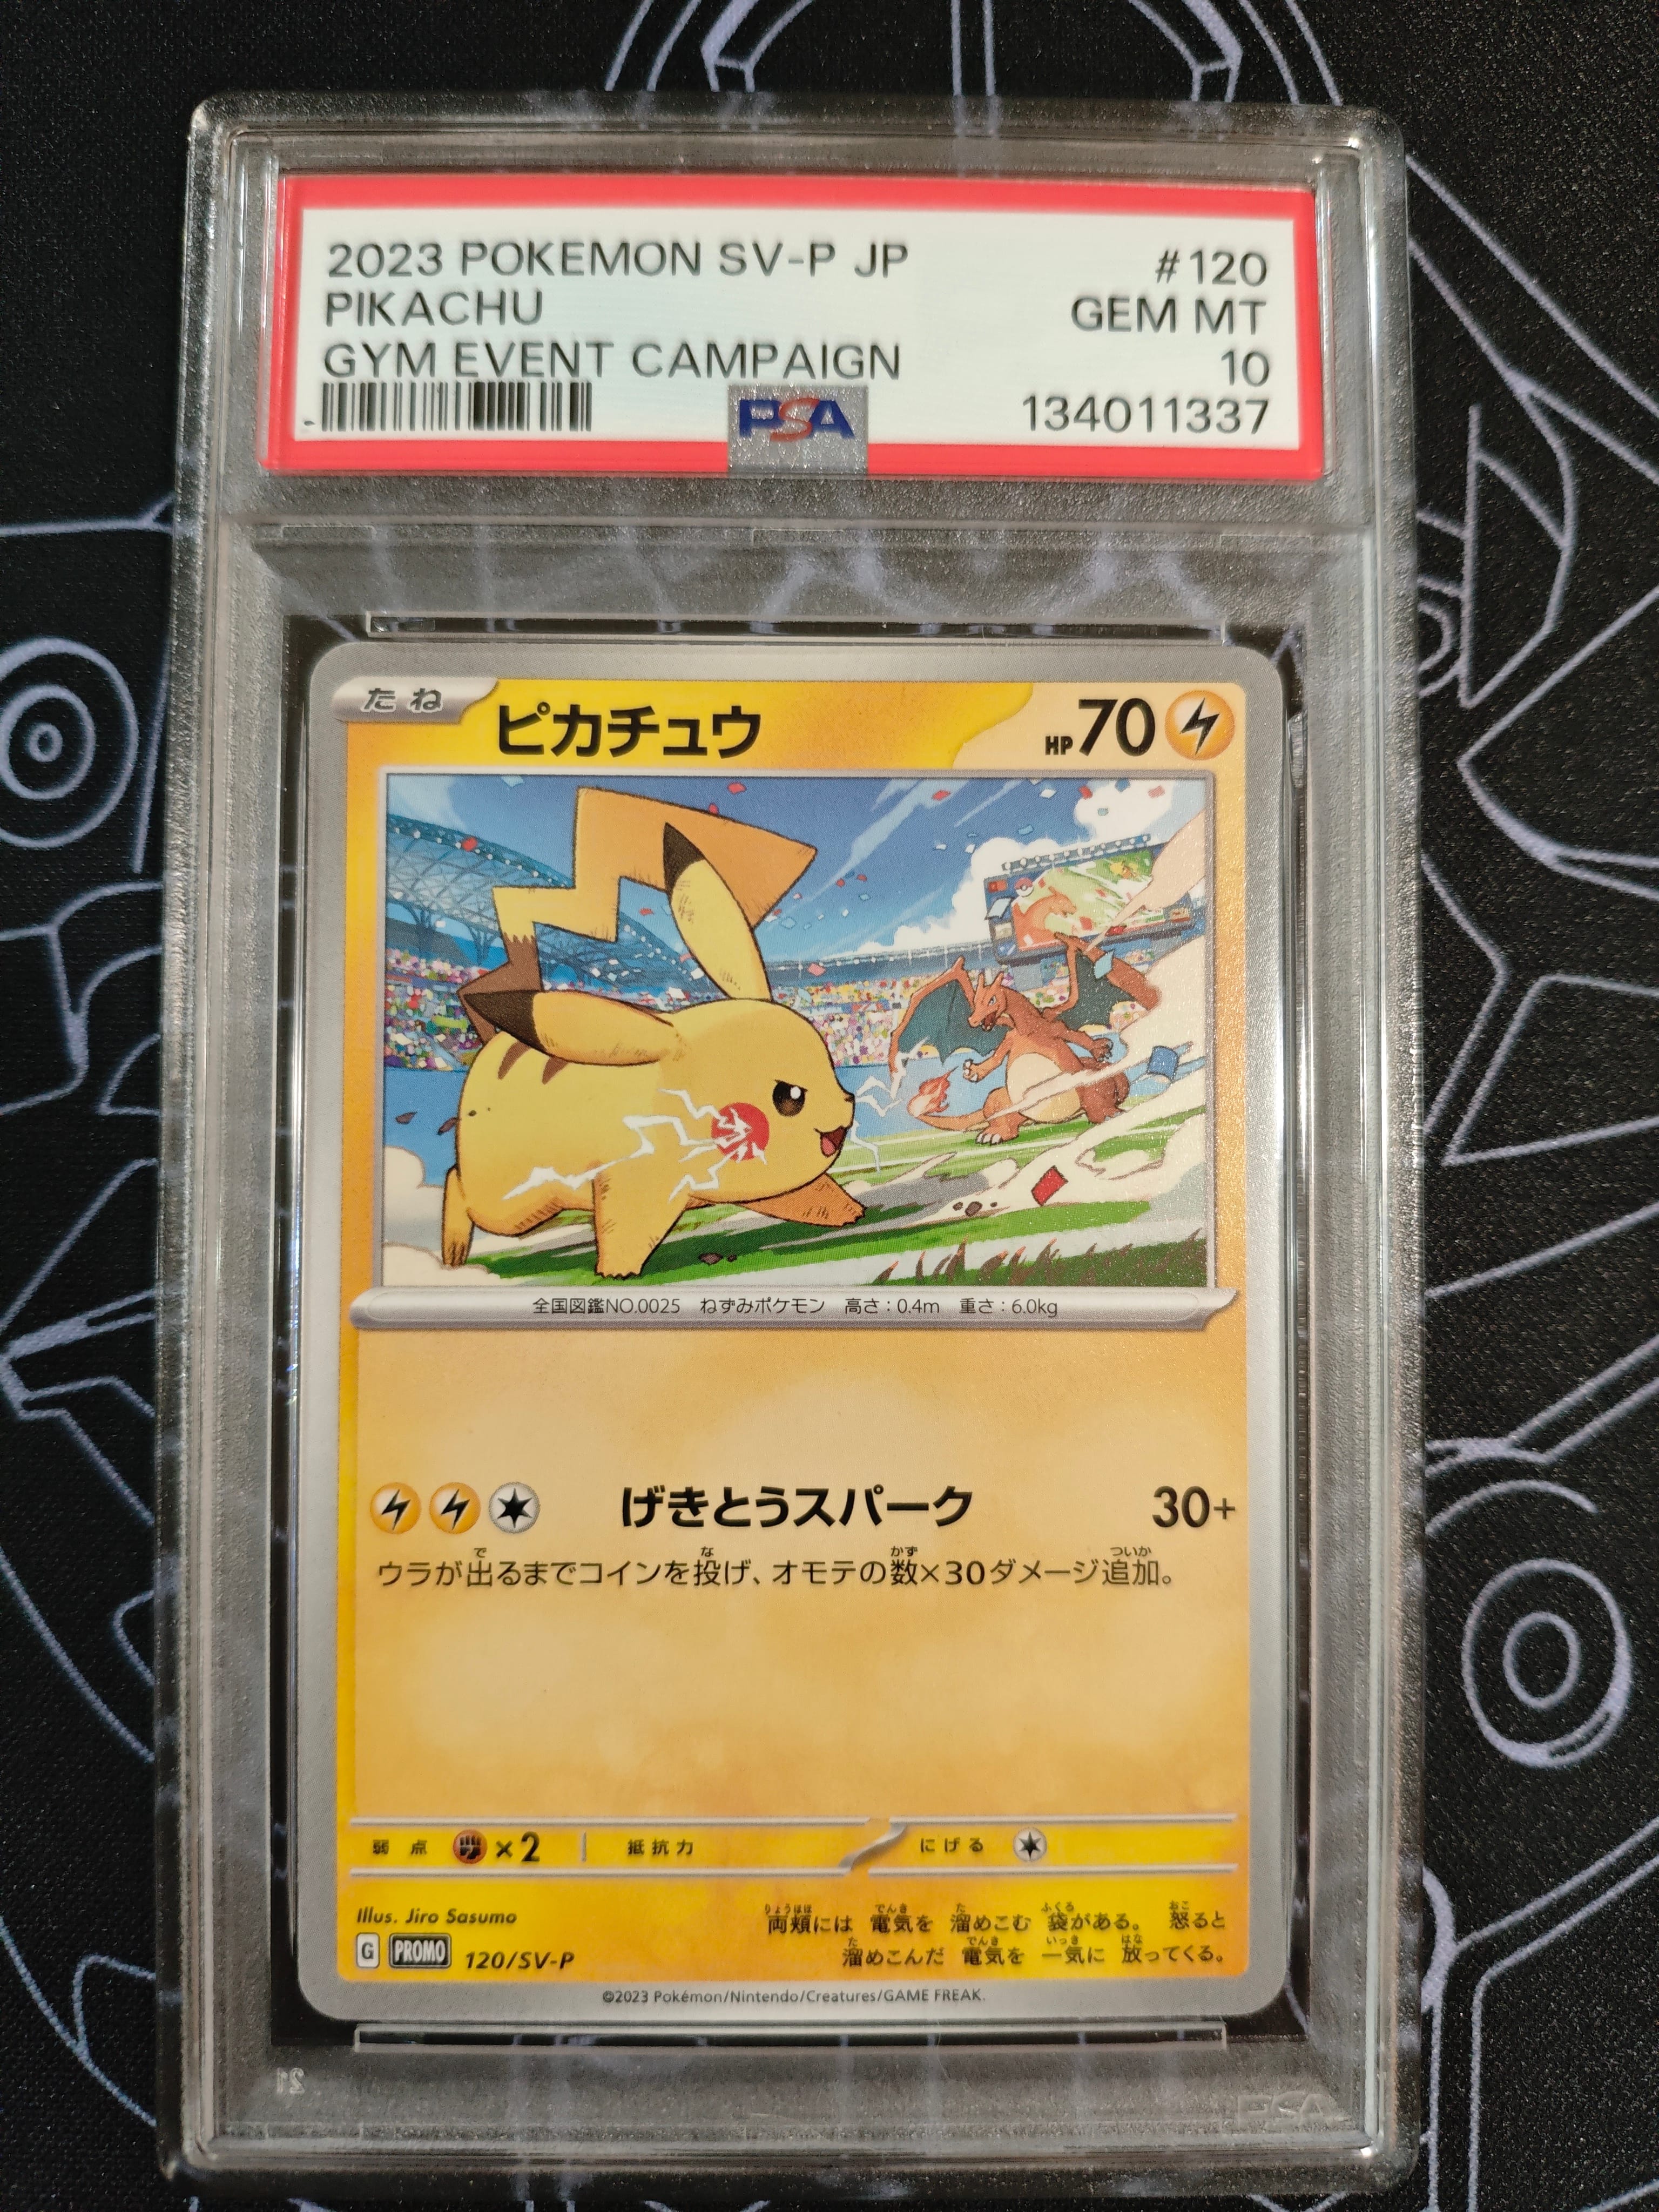 2023 POKEMON SV-P JP #120
PIKACHU GEM MT
GYM EVENT CAMPAIGN 10
PSA 134011337
たね ピカチュウ HP 70
全国図鑑NO.0025 ねずみポケモン 高さ:0.4m 重さ:6.0kg
げきとうスパーク 30+
ウラが出るまでコインを投げ、オモテの数×30ダメージ追加。
弱点 ×2 抵抗力 にげる
Illus. Jiro Sasumo
両頬には 電気を 溜めこむ 袋がある。 怒ると
溜めこんだ 電気を 一気に 放ってくる。
G PROMO 120/SV-P
©2023 Pokémon/Nintendo/Creatures/GAME FREAK.
21 PSA